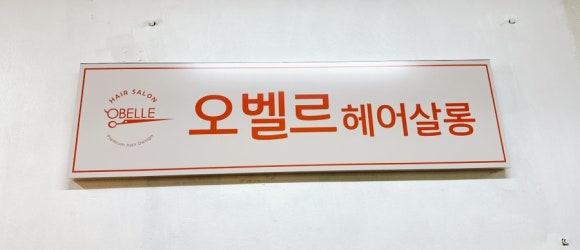 HAIR SALON
OBELLE
Premium Hair Design
오벨르 헤어살롱